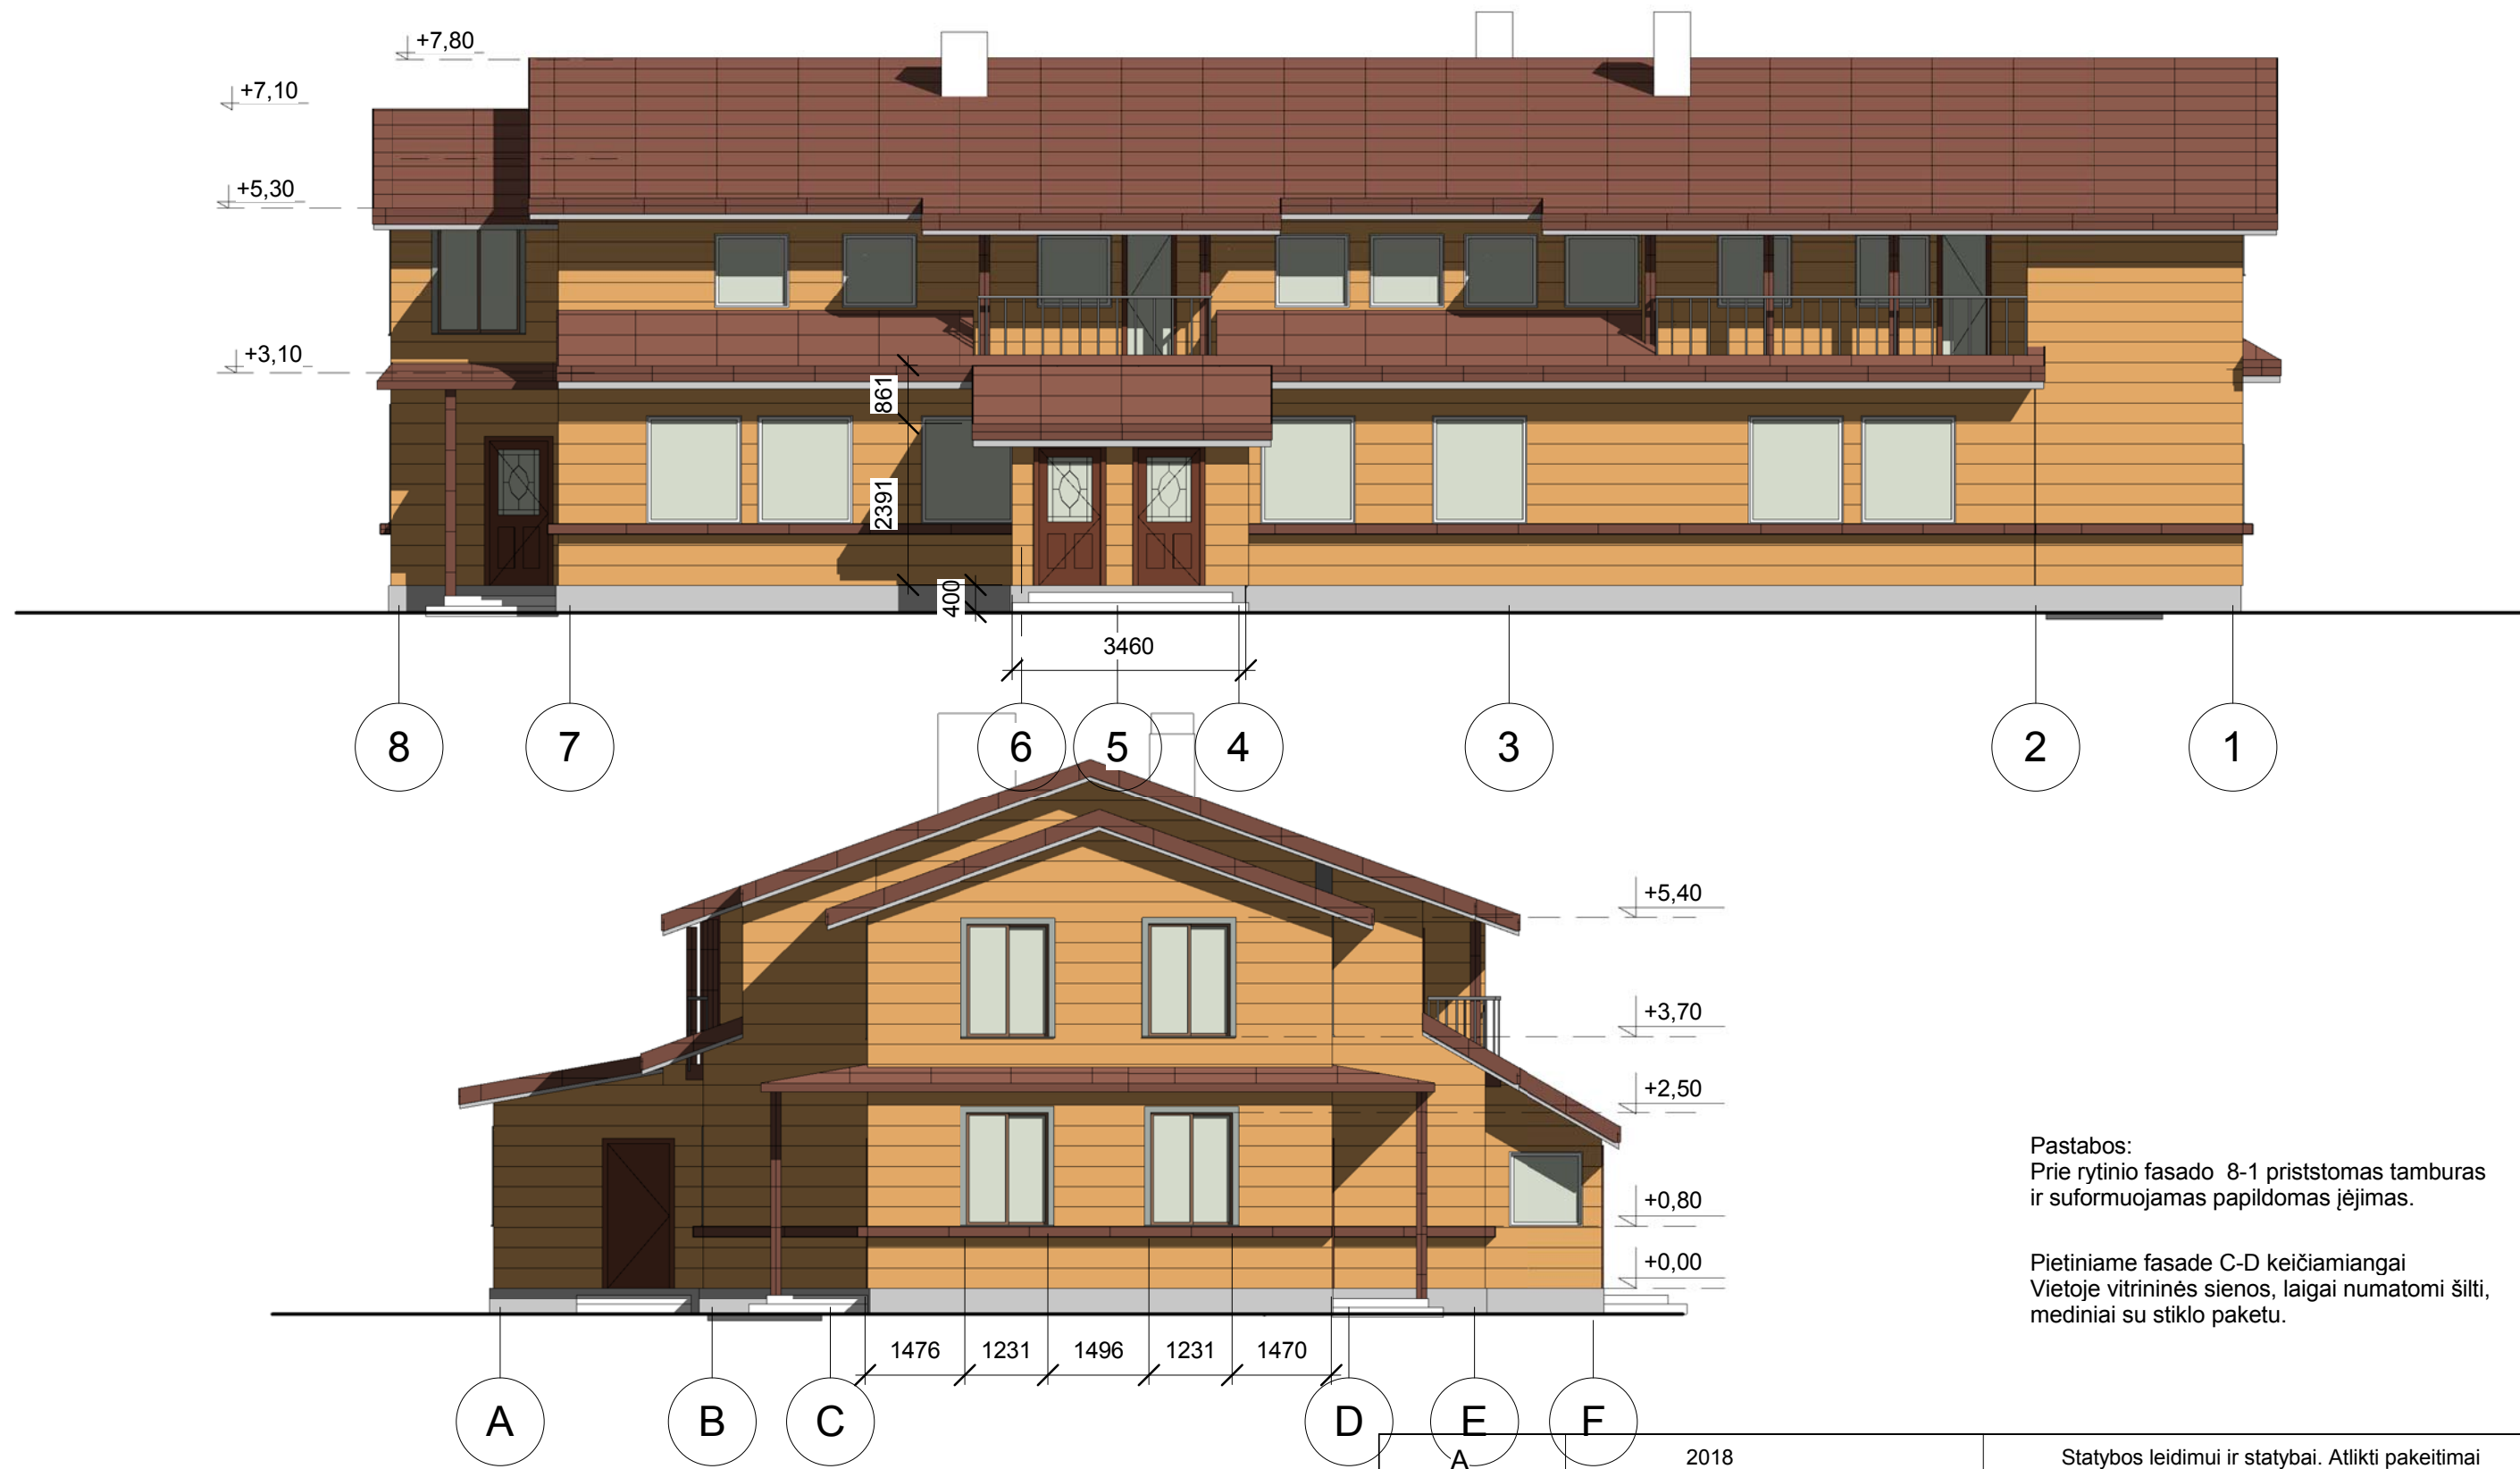 +7,80
+7,10
+5,30
+3,10
861
2391
400
3460
8
7
6
5
4
3
2
1
+5,40
+3,70
+2,50
+0,80
+0,00
Pastabos:
Prie rytinio fasado 8-1 priststomas tamburas
ir suformuojamas papildomas įėjimas.
Pietiniame fasade C-D keičiamiangai
Vietoje vitrininės sienos, laigai numatomi šilti,
mediniai su stiklo paketu.
1476
1231
1496
1231
1470
A
B
C
D
E
F
A
2018
Statybos leidimui ir statybai. Atlikti pakeitimai